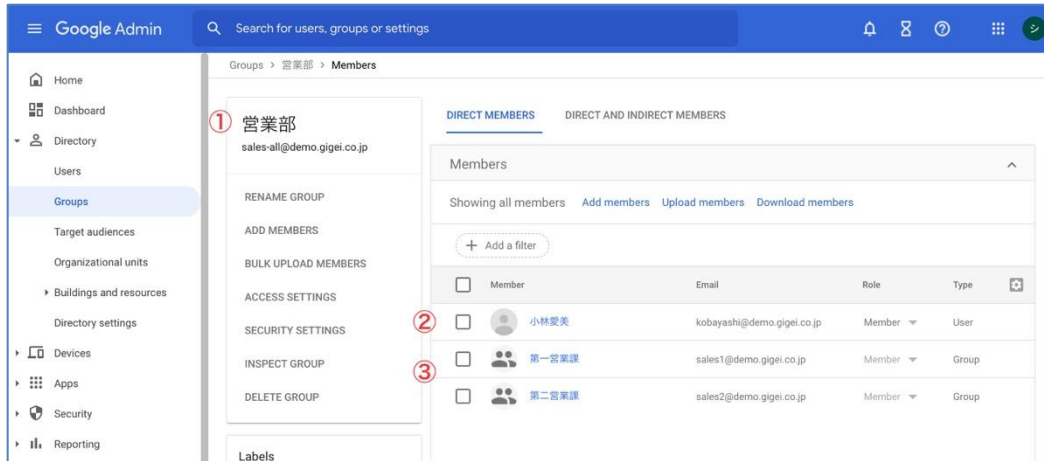 Google Admin
Search for users, groups or settings
シ
Home
Dashboard
Directory
Users
Groups
Target audiences
Organizational units
Buildings and resources
Directory settings
Devices
Apps
Security
Reporting
Groups > 営業部 > Members
①
営業部
sales-all@demo.gigei.co.jp
RENAME GROUP
ADD MEMBERS
BULK UPLOAD MEMBERS
ACCESS SETTINGS
SECURITY SETTINGS
INSPECT GROUP
DELETE GROUP
Labels
DIRECT MEMBERS DIRECT AND INDIRECT MEMBERS
Members
Showing all members Add members Upload members Download members
+ Add a filter
Member Email Role Type
② 小林愛美 kobayashi@demo.gigei.co.jp Member User
③ 第一営業課 sales1@demo.gigei.co.jp Member Group
第二営業課 sales2@demo.gigei.co.jp Member Group